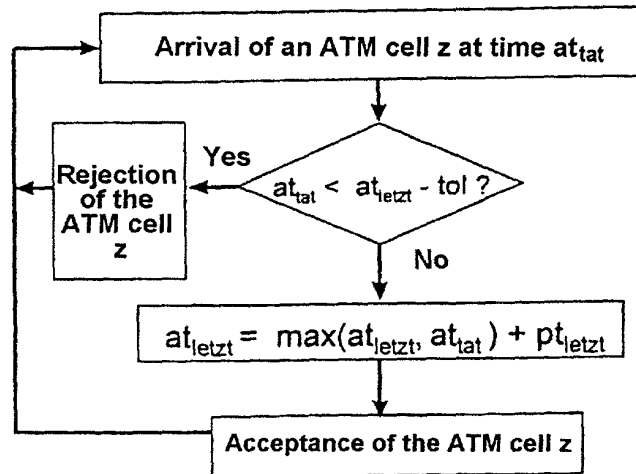 Arrival of an ATM cell z at time at_tat
Yes
Rejection
of the
ATM cell
z
at_tat < at_letzt - tol ?
No
at_letzt = max(at_letzt, at_tat) + pt_letzt
Acceptance of the ATM cell z